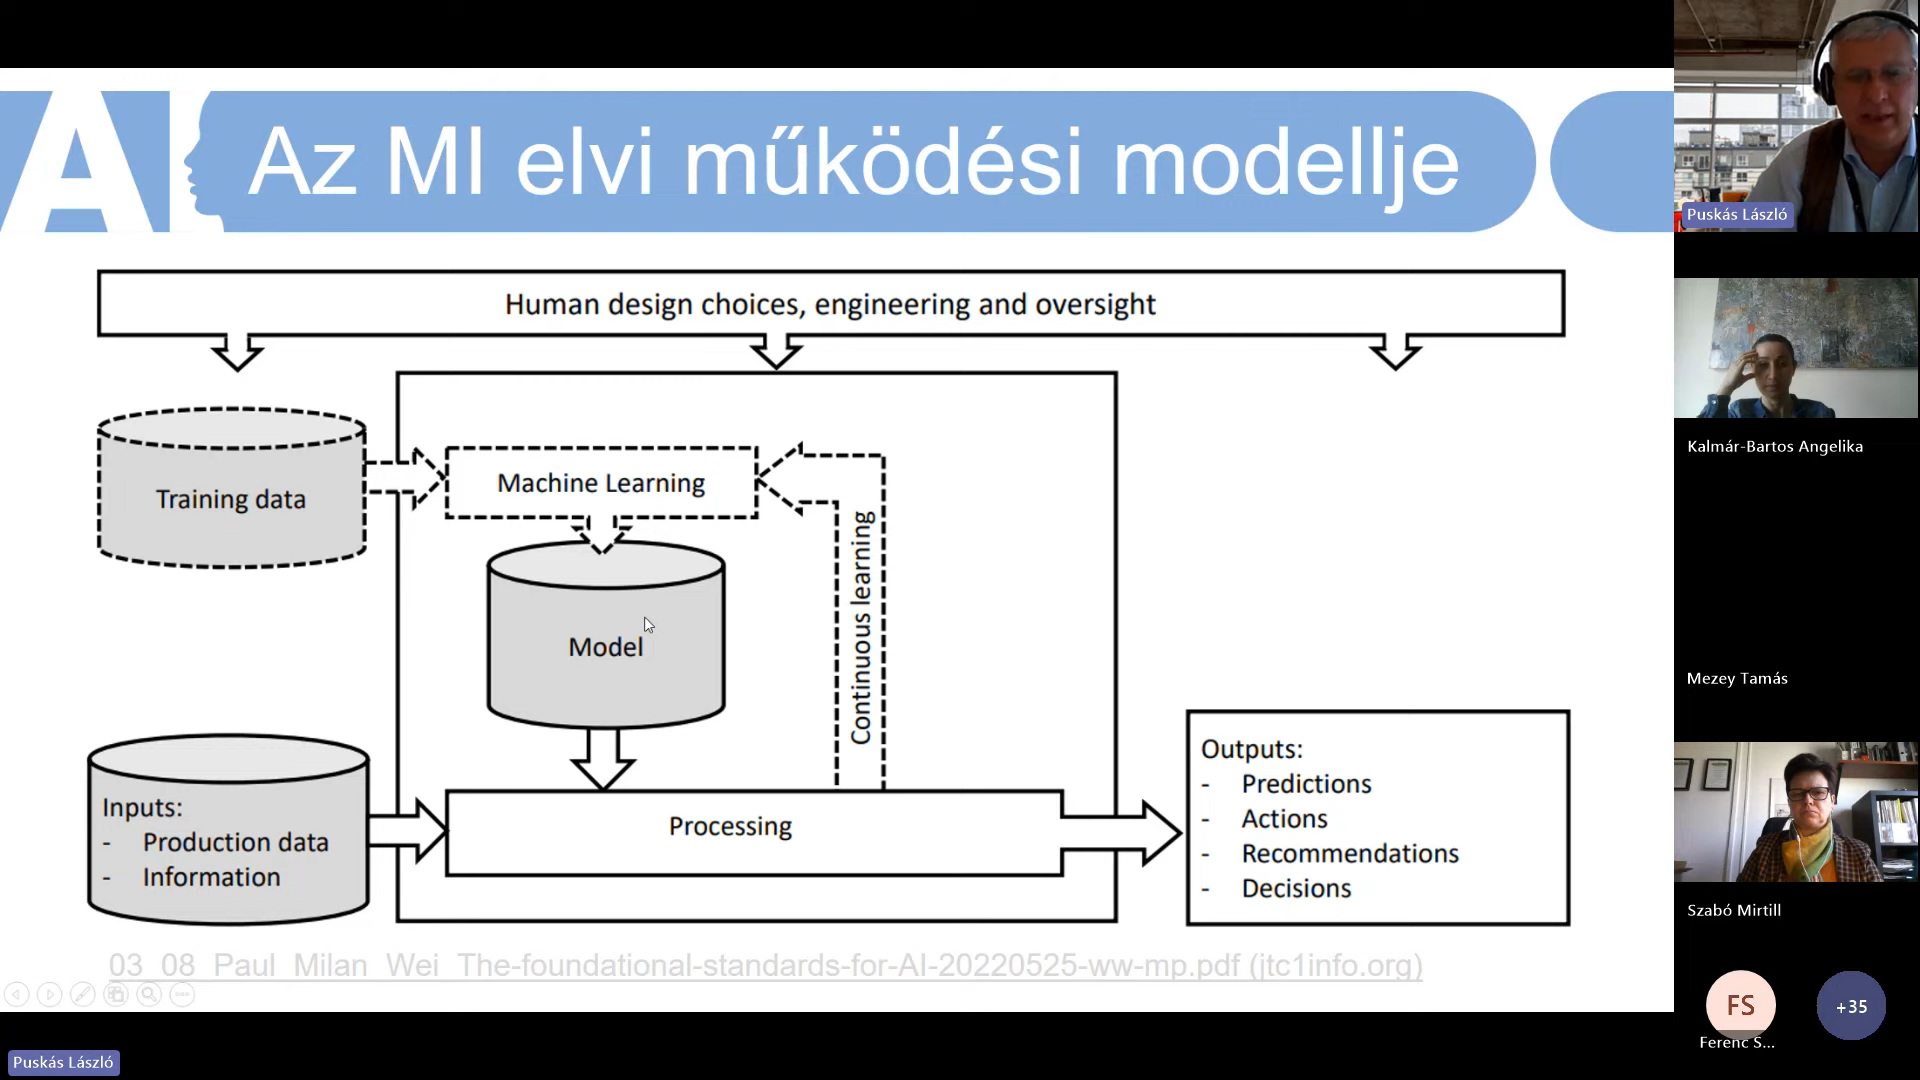 AI
Az MI elvi működési modellje
Human design choices, engineering and oversight
Training data
Machine Learning
Continuous learning
Model
Inputs:
- Production data
- Information
Processing
Outputs:
- Predictions
- Actions
- Recommendations
- Decisions
03_08_Paul_Milan_Wei_The-foundational-standards-for-AI-20220525-ww-mp.pdf (jtc1info.org)
Puskás László
Kalmár-Bartos Angelika
Mezey Tamás
Szabó Mirtill
FS
+35
Ferenc S...
Puskás László